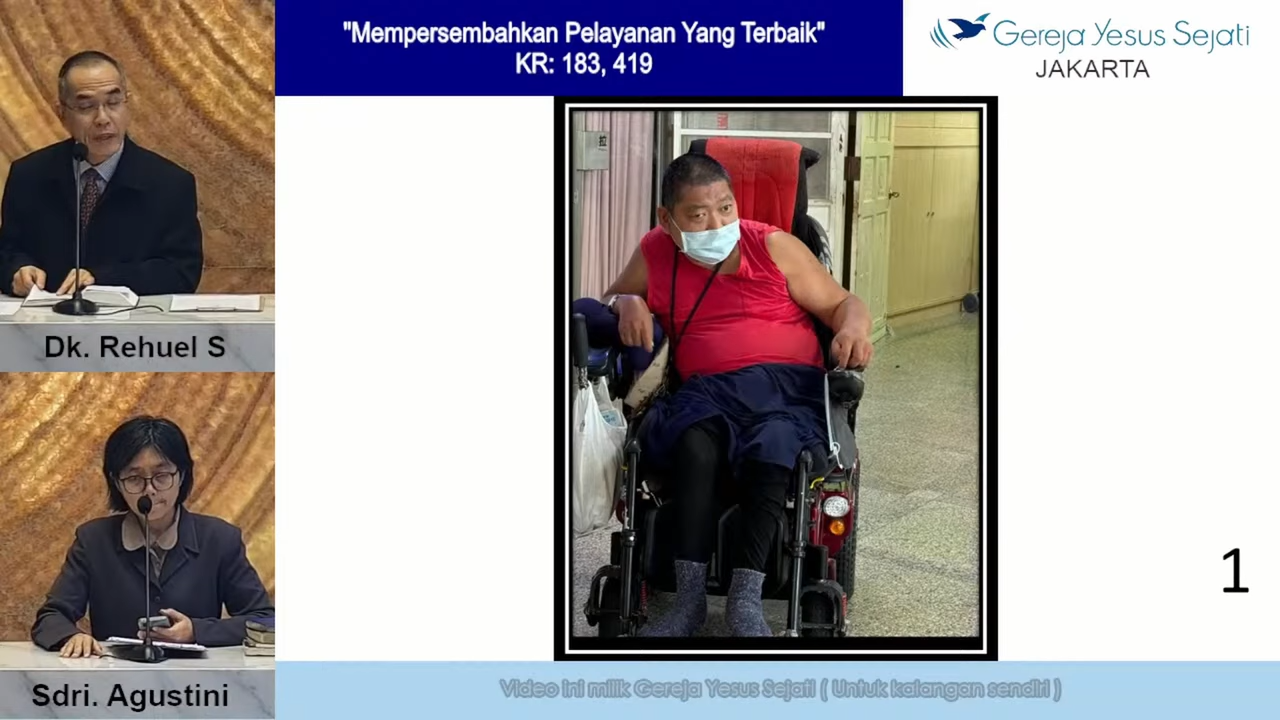 "Mempersembahkan Pelayanan Yang Terbaik"
KR: 183, 419
Gereja Yesus Sejati
JAKARTA
Dk. Rehuel S
Sdri. Agustini
1
Video ini milik Gereja Yesus Sejati ( Untuk kalangan sendiri )